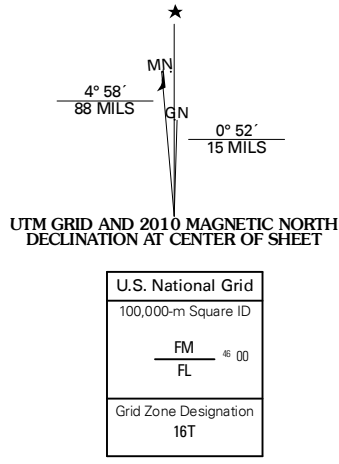 ★
MN
4° 58´
88 MILS
GN
0° 52´
15 MILS
UTM GRID AND 2010 MAGNETIC NORTH
DECLINATION AT CENTER OF SHEET
U.S. National Grid
100,000-m Square ID
FM
46 00
FL
Grid Zone Designation
16T